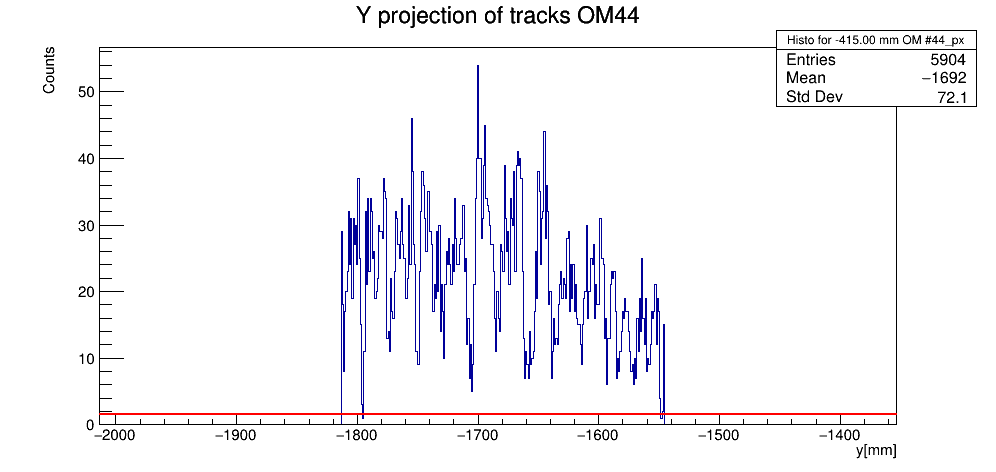 Y projection of tracks OM44
Histo for -415.00 mm OM #44_px
Entries 5904
Mean −1692
Std Dev 72.1
Counts
50
40
30
20
10
0
−2000 −1900 −1800 −1700 −1600 −1500 −1400
y[mm]